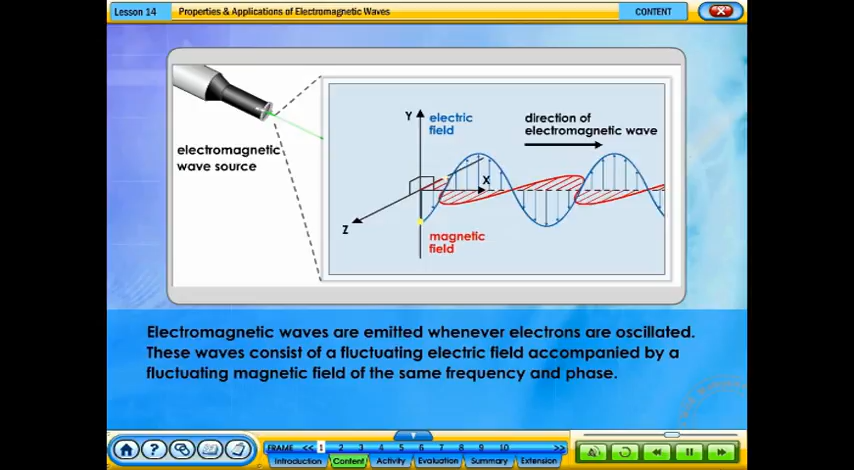 Lesson 14
Properties & Applications of Electromagnetic Waves
CONTENT
electromagnetic
wave source
Y
electric
field
direction of
electromagnetic wave
X
Z
magnetic
field
Electromagnetic waves are emitted whenever electrons are oscillated.
These waves consist of a fluctuating electric field accompanied by a
fluctuating magnetic field of the same frequency and phase.
FRAME << 1 2 3 4 5 6 7 8 9 10 >>
Introduction Content Activity Evaluation Summary Extension